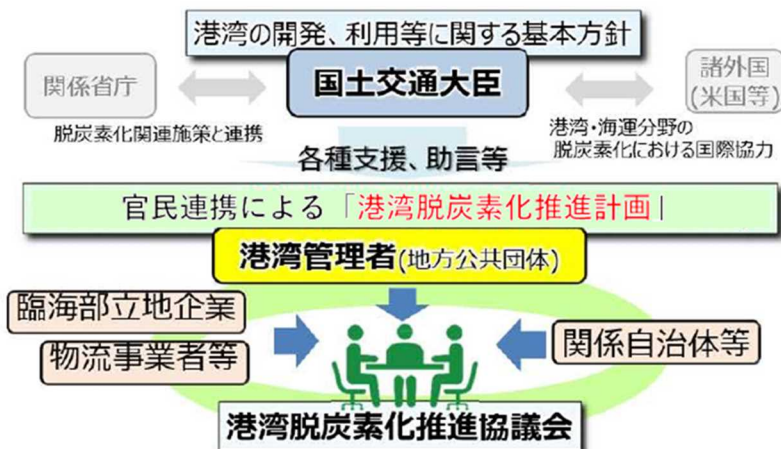 港湾の開発、利用等に関する基本方針
関係省庁
国土交通大臣
諸外国
(米国等)
脱炭素化関連施策と連携
港湾・海運分野の
脱炭素化における国際協力
各種支援、助言等
官民連携による「港湾脱炭素化推進計画」
港湾管理者(地方公共団体)
臨海部立地企業
物流事業者等
関係自治体等
港湾脱炭素化推進協議会